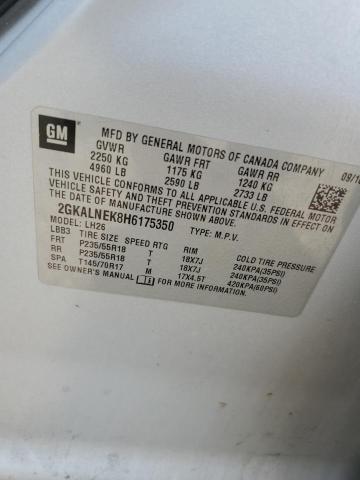 GM
MFD BY GENERAL MOTORS OF CANADA COMPANY
GVWR GAWR FRT GAWR RR 09/16
2250 KG 1175 KG 1240 KG
4960 LB 2590 LB 2733 LB
THIS VEHICLE CONFORMS TO ALL APPLICABLE U.S. FEDERAL MOTOR
VEHICLE SAFETY AND THEFT PREVENTION STANDARDS IN EFFECT ON
THE DATE OF MANUFACTURE SHOWN ABOVE.
2GKALNEK8H6175350 TYPE: M.P.V.
MODEL: LH26
LBB3 TIRE SIZE SPEED RTG RIM COLD TIRE PRESSURE
FRT P235/55R18 T 18X7J 240KPA(35PSI)
RR P235/55R18 T 18X7J 240KPA(35PSI)
SPA T145/70R17 M 17X4.5T 420KPA(60PSI)
SEE OWNER'S MANUAL FOR MORE INFORMATION.